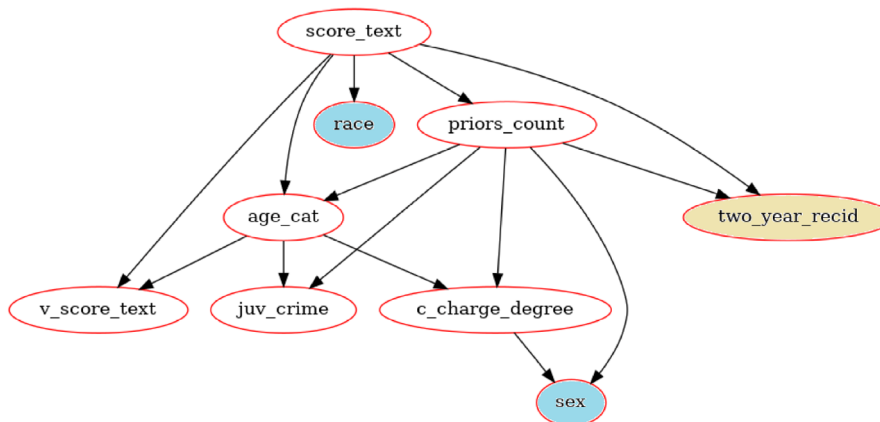 score_text
race
priors_count
age_cat
two_year_recid
v_score_text
juv_crime
c_charge_degree
sex